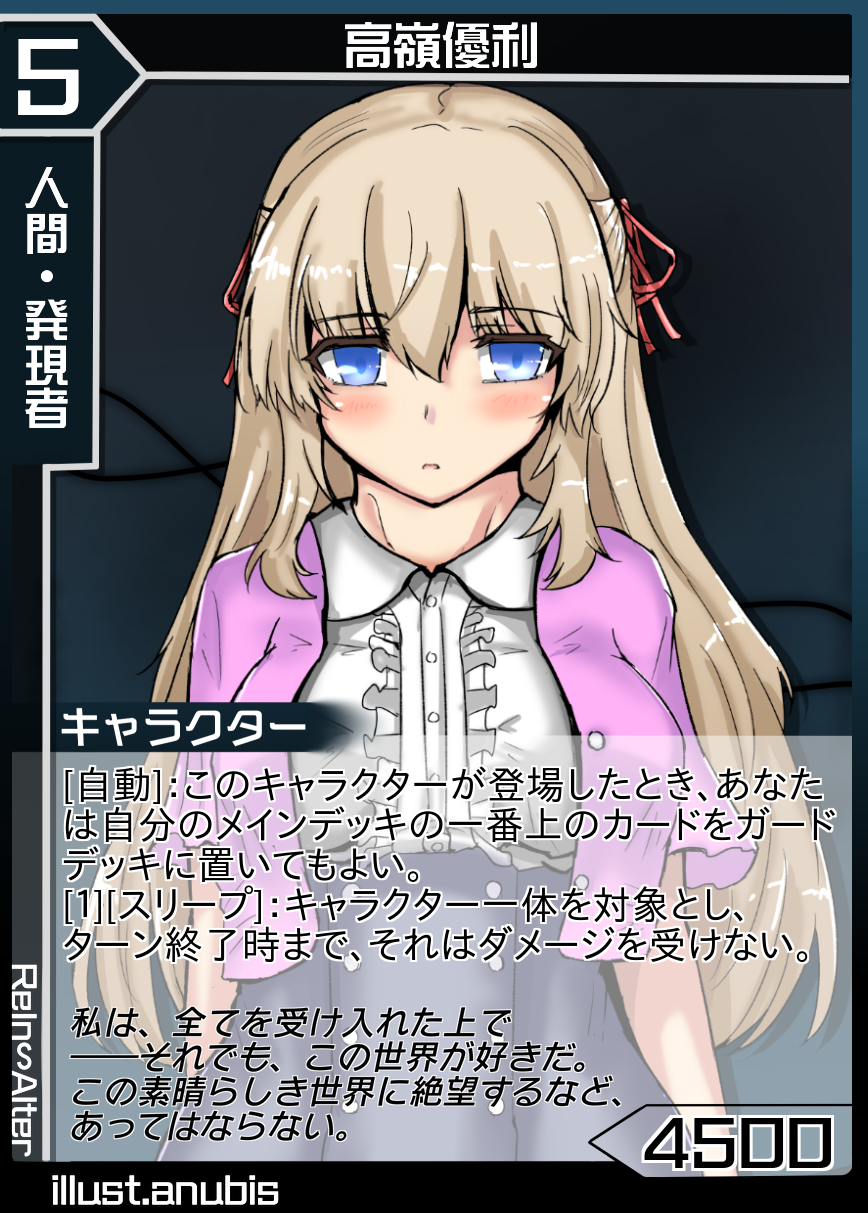 5
高嶺優利
人間・発現者
キャラクター
[自動]:このキャラクターが登場したとき、あなた
は自分のメインデッキの一番上のカードをガード
デッキに置いてもよい。
[1][スリープ]:キャラクター一体を対象とし、
ターン終了時まで、それはダメージを受けない。
私は、全てを受け入れた上で
――それでも、この世界が好きだ。
この素晴らしき世界に絶望するなど、
あってはならない。
4500
ReIn∽Alter
illust.anubis